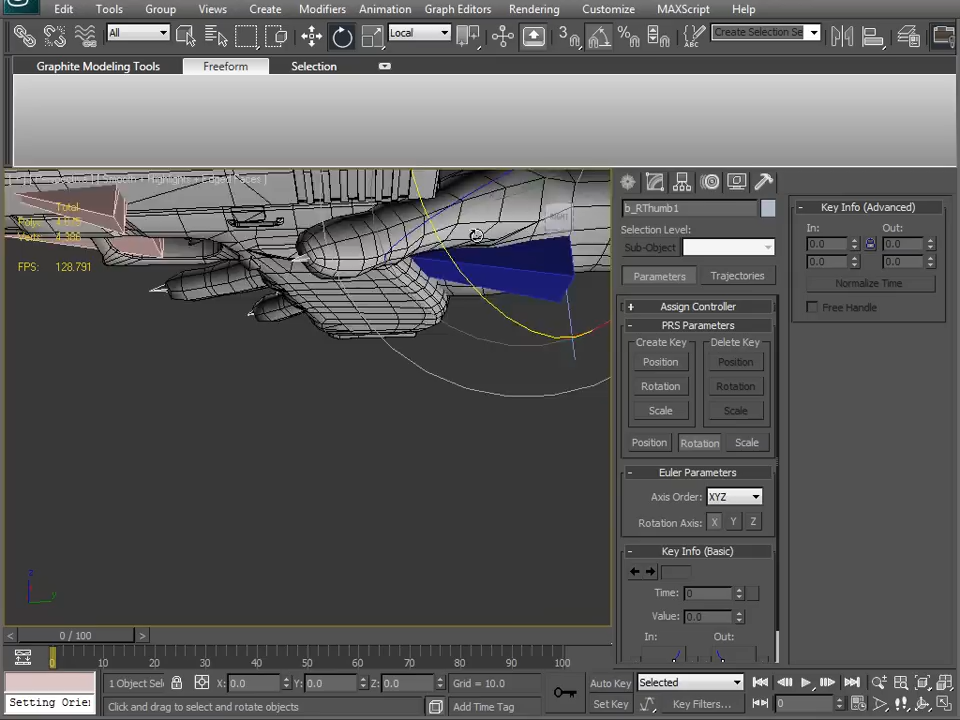 Edit Tools Group Views Create Modifiers Animation Graph Editors Rendering Customize MAXScript Help
All Local 3 Create Selection Se
Graphite Modeling Tools Freeform Selection
Total
FPS: 128.791
RIGHT
z
y
b_RThumb1
Selection Level:
Sub-Object
Parameters Trajectories
+ Assign Controller
- PRS Parameters
Create Key Delete Key
Position Position
Rotation Rotation
Scale Scale
Position Rotation Scale
- Euler Parameters
Axis Order: XYZ
Rotation Axis: X Y Z
- Key Info (Basic)
Time: 0
Value: 0.0
In: Out:
- Key Info (Advanced)
In: Out:
0.0 0.0
0.0 0.0
Normalize Time
Free Handle
< 0 / 100 >
0 10 20 30 40 50 60 70 80 90 100
1 Object Sel X: 0.0 Y: 0.0 Z: 0.0 Grid = 10.0 Auto Key Selected
Setting Orie Click and drag to select and rotate objects Add Time Tag Set Key Key Filters... 0